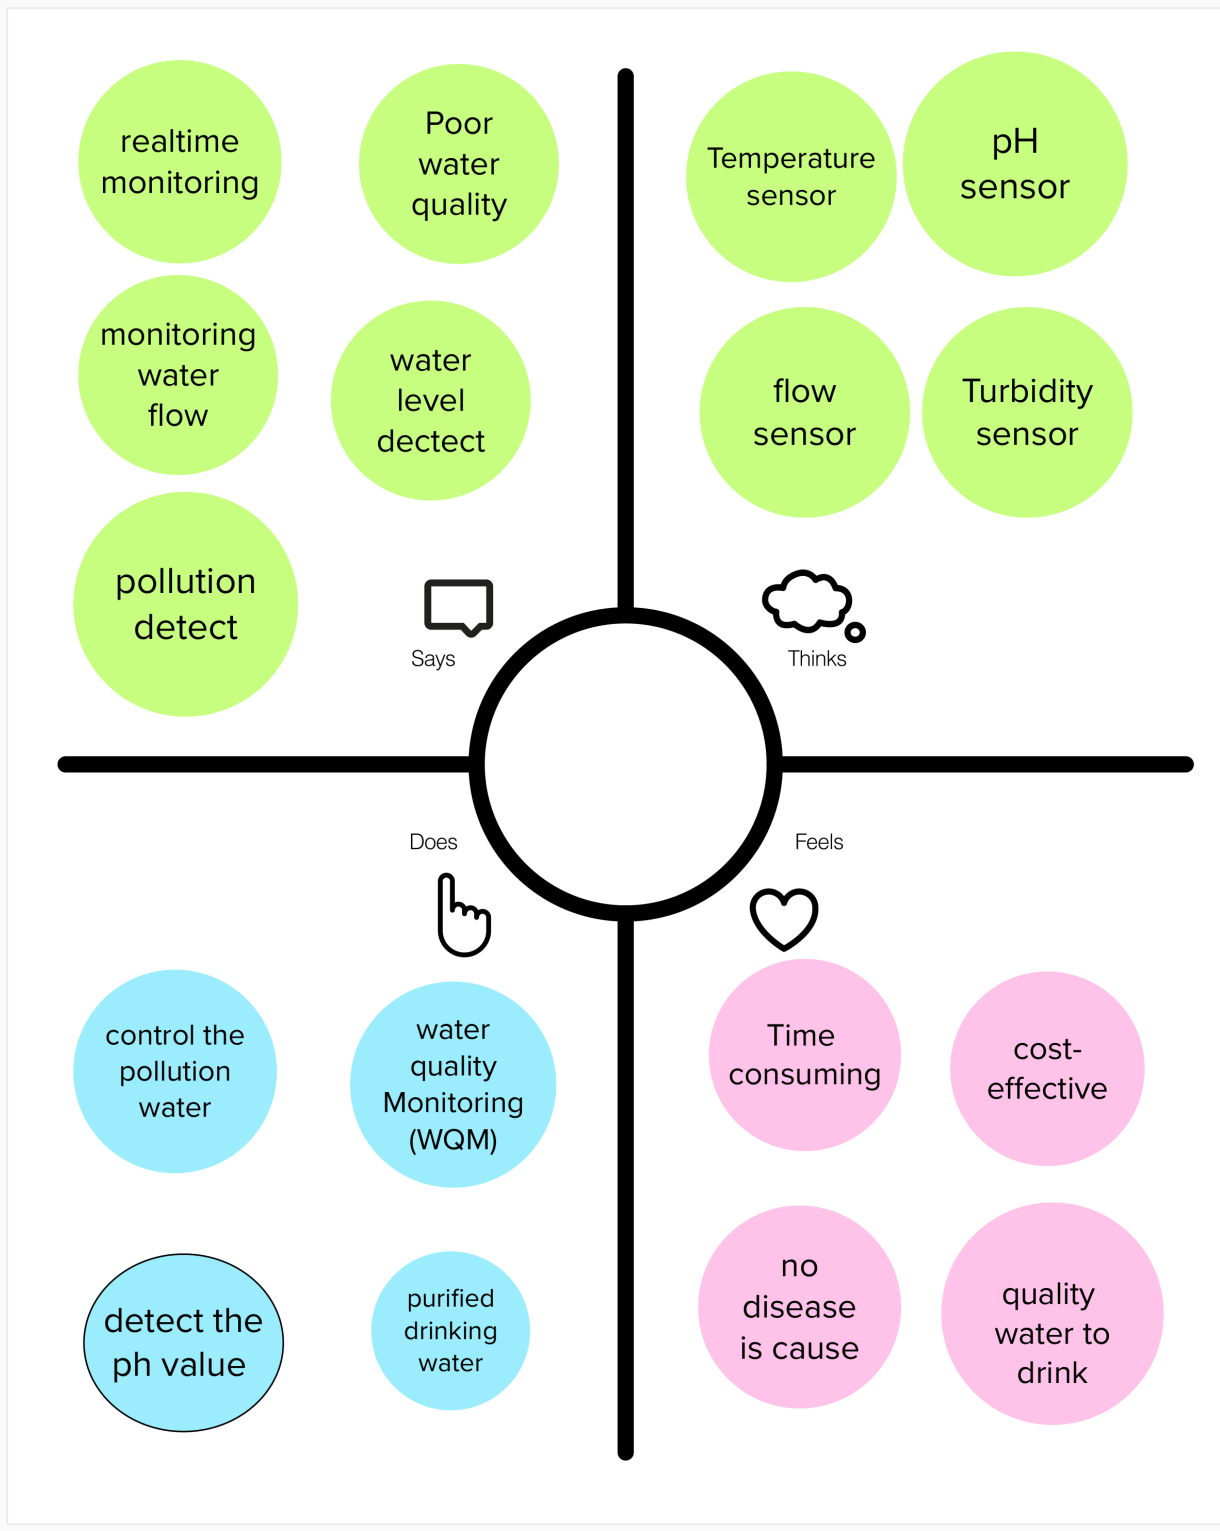 realtime
monitoring
Poor
water
quality
monitoring
water
flow
water
level
dectect
pollution
detect
Says
Temperature
sensor
pH
sensor
flow
sensor
Turbidity
sensor
Thinks
Does
control the
pollution
water
water
quality
Monitoring
(WQM)
detect the
ph value
purified
drinking
water
Feels
Time
consuming
cost-
effective
no
disease
is cause
quality
water to
drink